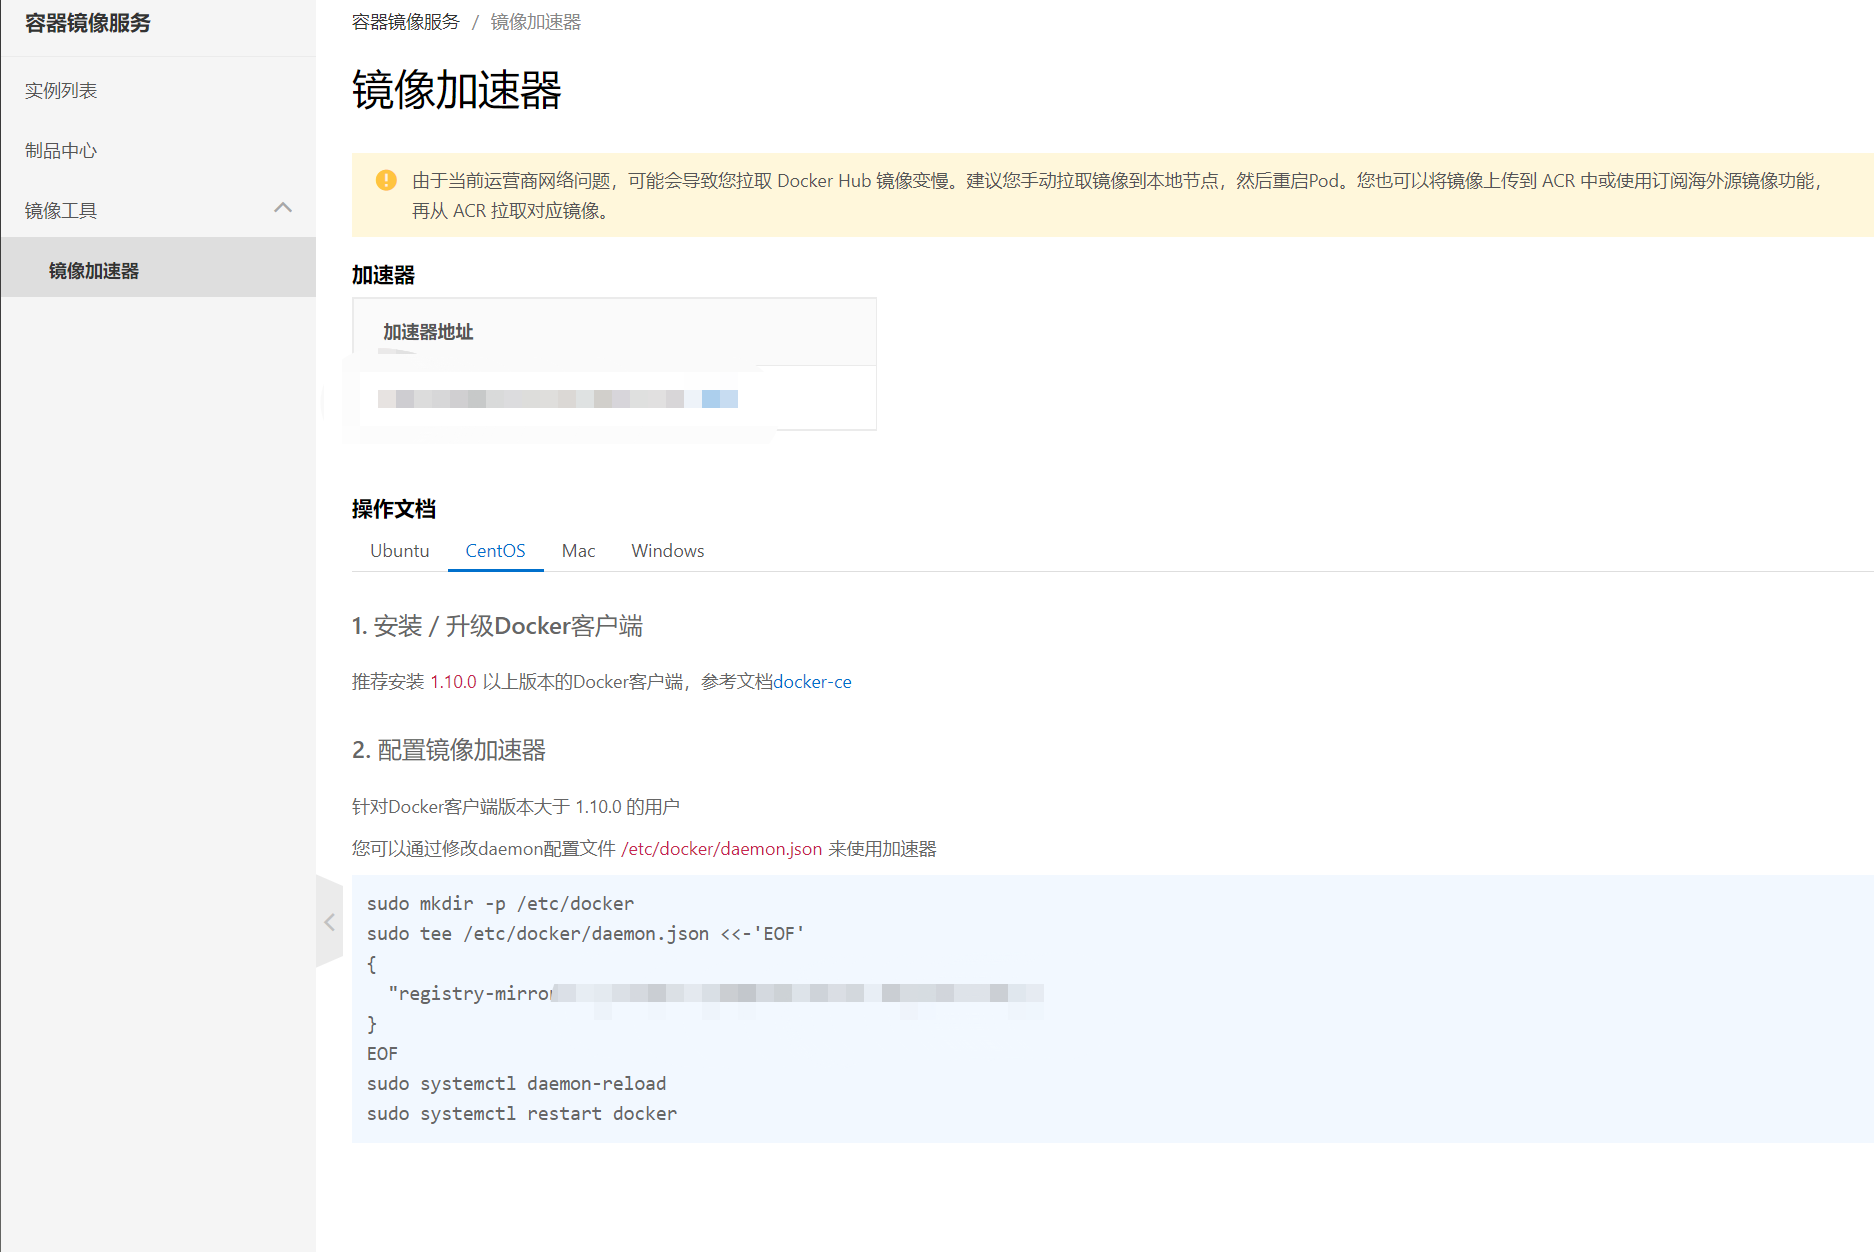 容器镜像服务
实例列表
制品中心
镜像工具
镜像加速器
容器镜像服务 / 镜像加速器
镜像加速器
由于当前运营商网络问题，可能会导致您拉取 Docker Hub 镜像变慢。建议您手动拉取镜像到本地节点，然后重启Pod。您也可以将镜像上传到 ACR 中或使用订阅海外源镜像功能，
再从 ACR 拉取对应镜像。
加速器
加速器地址
操作文档
Ubuntu CentOS Mac Windows
1. 安装 / 升级Docker客户端
推荐安装 1.10.0 以上版本的Docker客户端，参考文档docker-ce
2. 配置镜像加速器
针对Docker客户端版本大于 1.10.0 的用户
您可以通过修改daemon配置文件 /etc/docker/daemon.json 来使用加速器
sudo mkdir -p /etc/docker
sudo tee /etc/docker/daemon.json <<-'EOF'
{
"registry-mirror
}
EOF
sudo systemctl daemon-reload
sudo systemctl restart docker